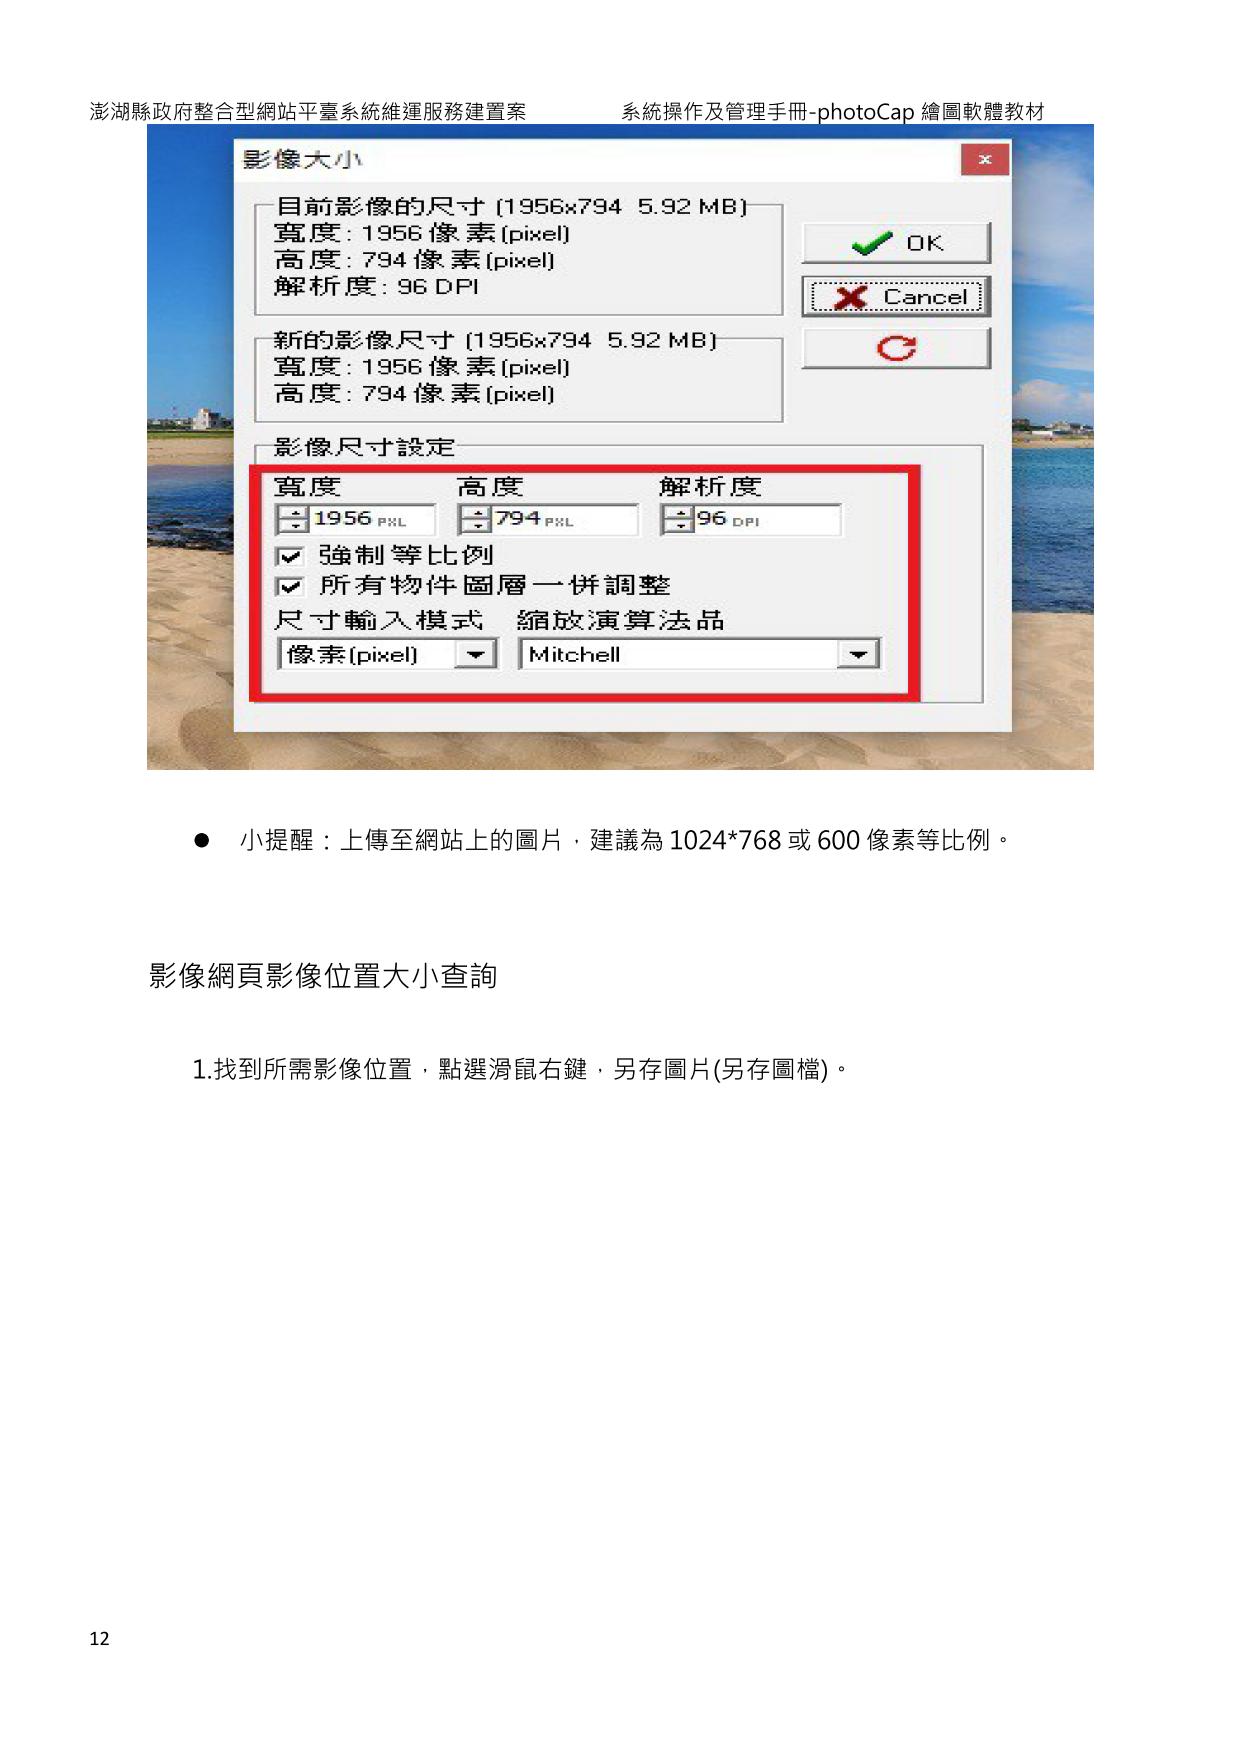 澎湖縣政府整合型網站平臺系統維運服務建置案 系統操作及管理手冊-photoCap 繪圖軟體教材
影像大小
目前影像的尺寸 (1956x794 5.92 MB)
寬度: 1956 像素(pixel)
高度: 794 像素(pixel)
解析度: 96 DPI
OK
Cancel
新的影像尺寸 (1956x794 5.92 MB)
寬度: 1956 像素(pixel)
高度: 794 像素(pixel)
影像尺寸設定
寬度 高度 解析度
1956 PXL 794 PXL 96 DPI
強制等比例
所有物件圖層一併調整
尺寸輸入模式 縮放演算法品
像素(pixel) Mitchell
● 小提醒：上傳至網站上的圖片，建議為 1024*768 或 600 像素等比例。
影像網頁影像位置大小查詢
1.找到所需影像位置，點選滑鼠右鍵，另存圖片(另存圖檔)。
12